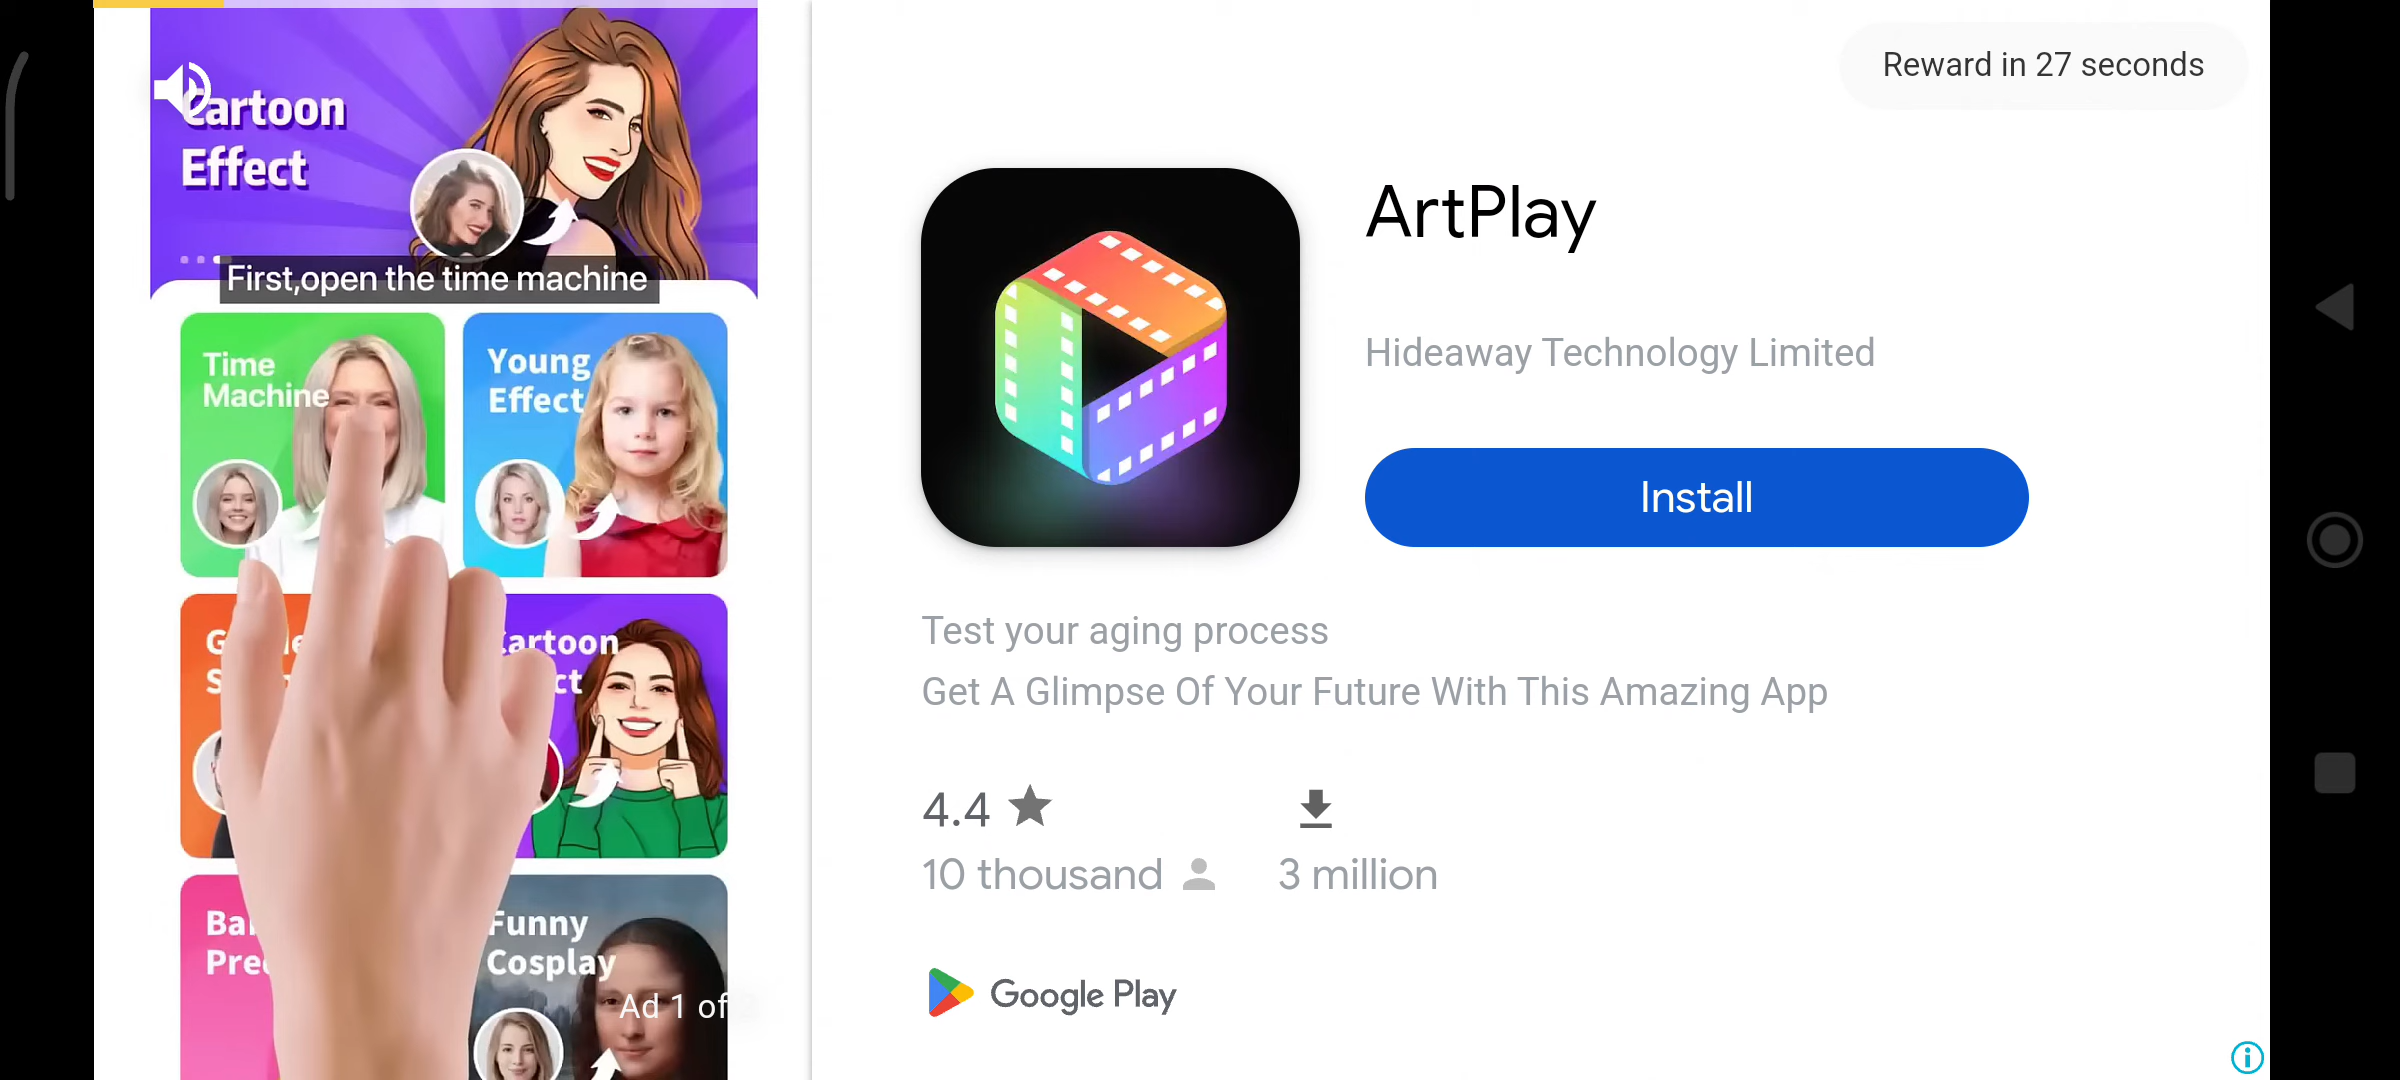 Cartoon
Effect
First,open the time machine
Time
Machine
Young
Effect
Cartoon
Funny
Cosplay
Ad 1 of
Reward in 27 seconds
ArtPlay
Hideaway Technology Limited
Install
Test your aging process
Get A Glimpse Of Your Future With This Amazing App
4.4
10 thousand
3 million
Google Play